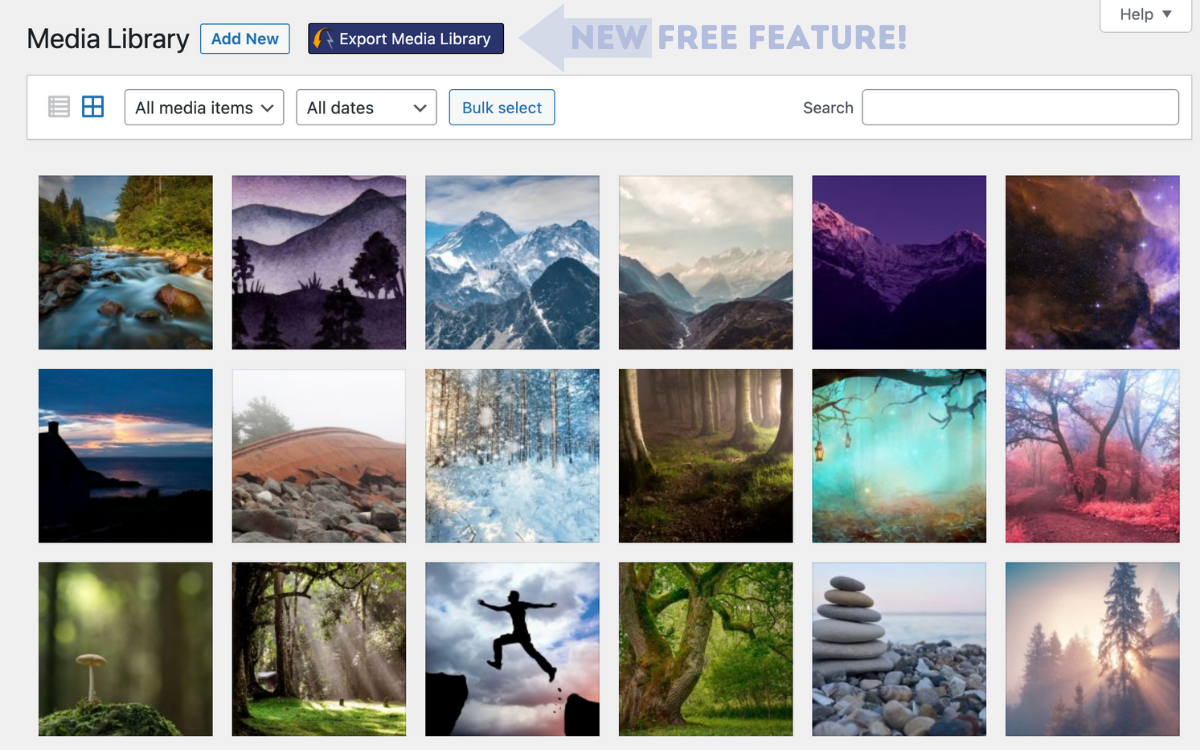 Help ▼
Media Library Add New Export Media Library NEW FREE FEATURE!
All media items All dates Bulk select Search